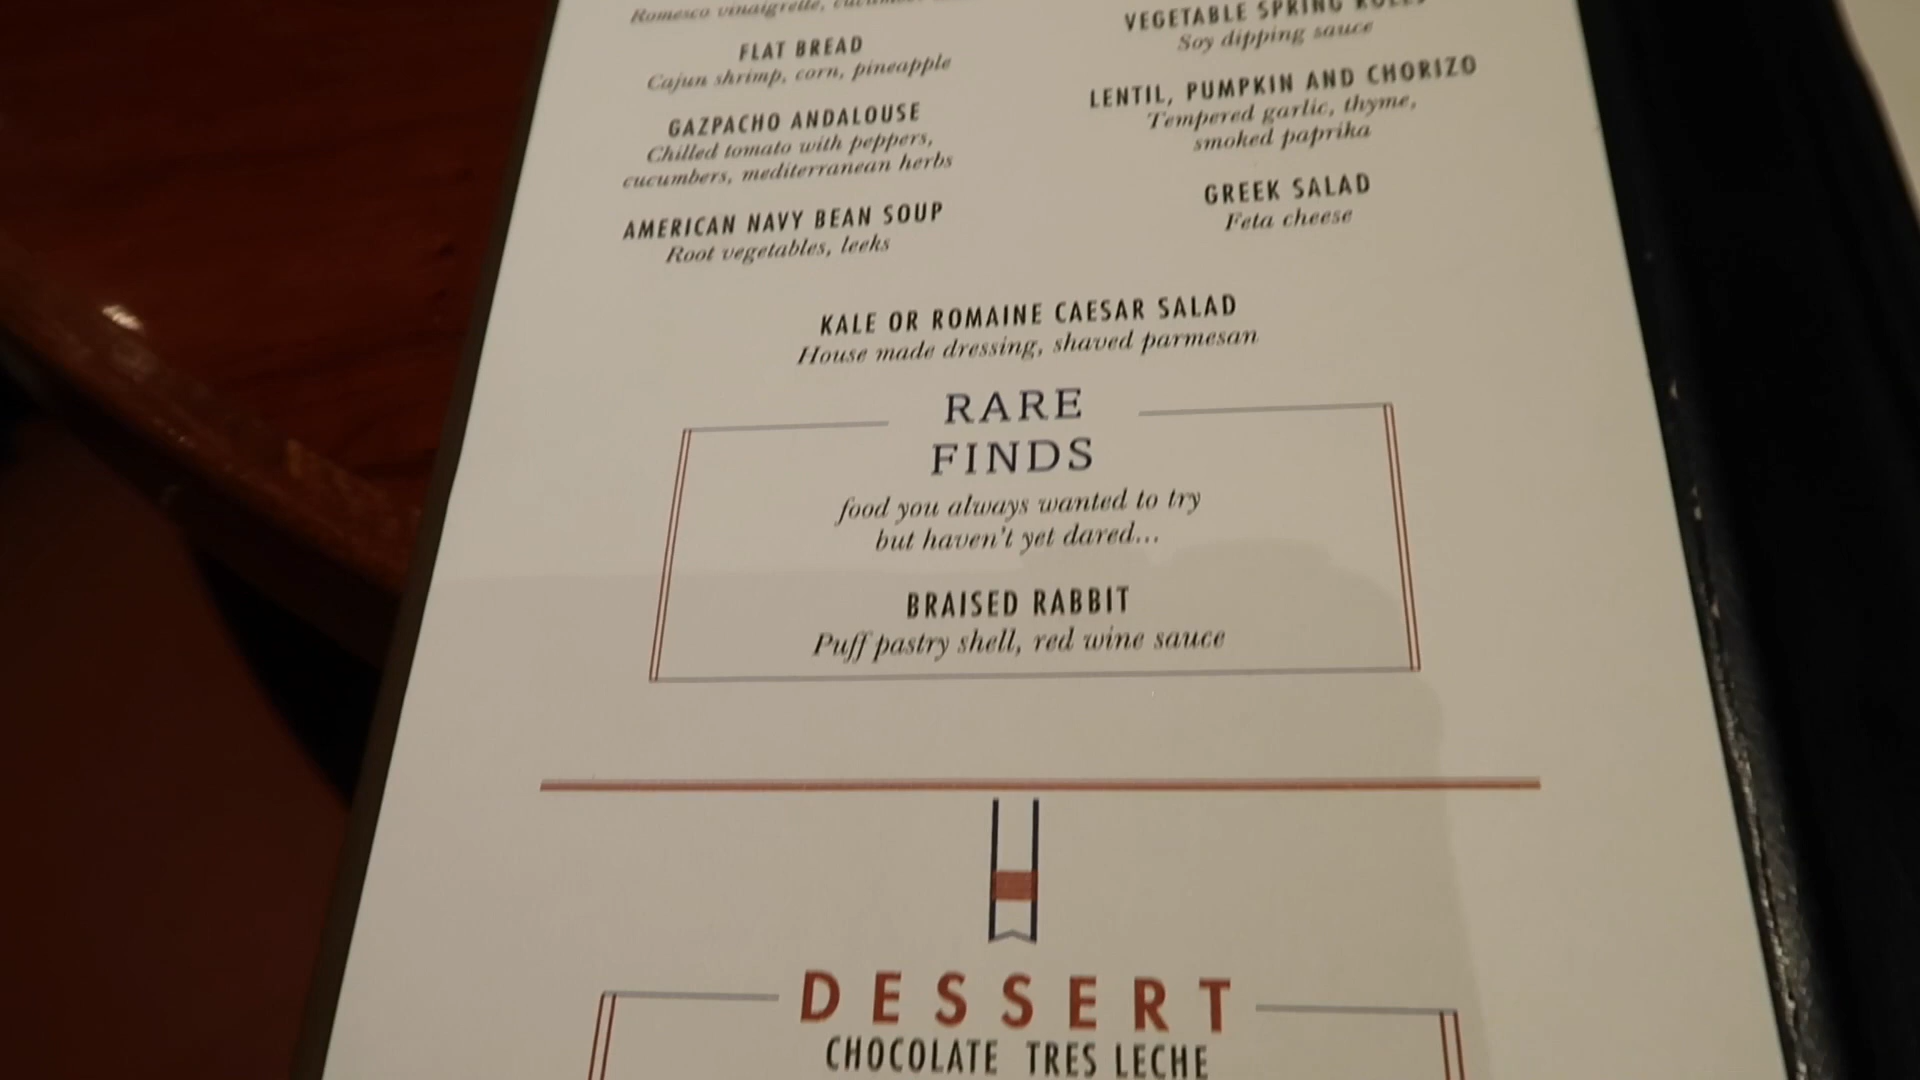 Romesco vinaigrette,
FLAT BREAD
Cajun shrimp, corn, pineapple
GAZPACHO ANDALOUSE
Chilled tomato with peppers,
cucumbers, mediterranean herbs
AMERICAN NAVY BEAN SOUP
Root vegetables, leeks
VEGETABLE SPRING ROLLS
Soy dipping sauce
LENTIL, PUMPKIN AND CHORIZO
Tempered garlic, thyme,
smoked paprika
GREEK SALAD
Feta cheese
KALE OR ROMAINE CAESAR SALAD
House made dressing, shaved parmesan
RARE
FINDS
food you always wanted to try
but haven't yet dared...
BRAISED RABBIT
Puff pastry shell, red wine sauce
DESSERT
CHOCOLATE TRES LECHE